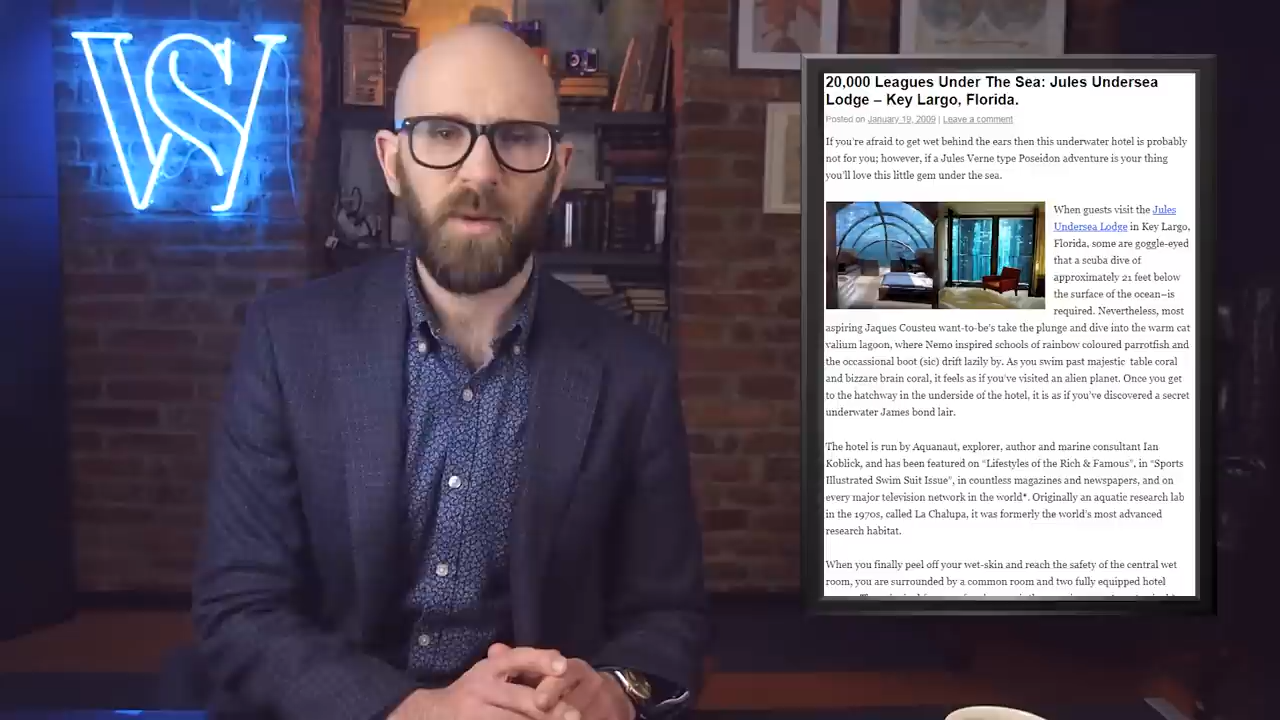 WS
20,000 Leagues Under The Sea: Jules Undersea
Lodge – Key Largo, Florida.
Posted on January 19, 2009 | Leave a comment
If you're afraid to get wet behind the ears then this underwater hotel is probably
not for you; however, if a Jules Verne type Poseidon adventure is your thing
you'll love this little gem under the sea.
When guests visit the Jules
Undersea Lodge in Key Largo,
Florida, some are goggle-eyed
that a scuba dive of
approximately 21 feet below
the surface of the ocean–is
required. Nevertheless, most
aspiring Jaques Cousteu want-to-be's take the plunge and dive into the warm cat
valium lagoon, where Nemo inspired schools of rainbow coloured parrotfish and
the occassional boot (sic) drift lazily by. As you swim past majestic table coral
and bizzare brain coral, it feels as if you've visited an alien planet. Once you get
to the hatchway in the underside of the hotel, it is as if you've discovered a secret
underwater James bond lair.
The hotel is run by Aquanaut, explorer, author and marine consultant Ian
Koblick, and has been featured on "Lifestyles of the Rich & Famous", in "Sports
Illustrated Swim Suit Issue", in countless magazines and newspapers, and on
every major television network in the world*. Originally an aquatic research lab
in the 1970s, called La Chalupa, it was formerly the world's most advanced
research habitat.
When you finally peel off your wet-skin and reach the safety of the central wet
room, you are surrounded by a common room and two fully equipped hotel